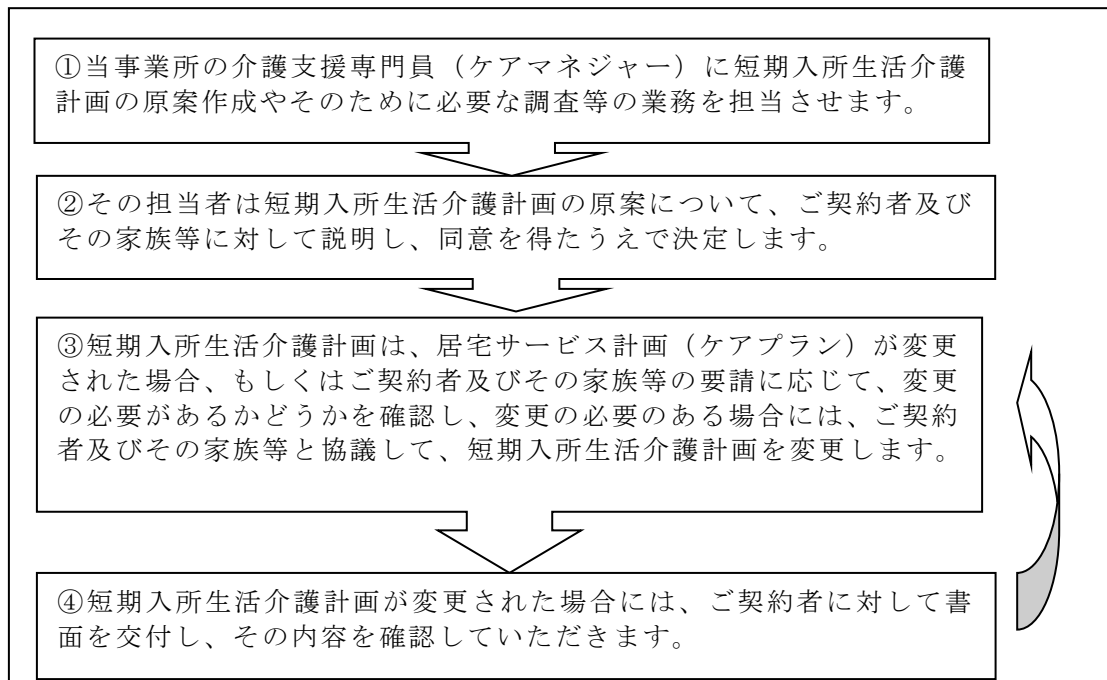 ①当事業所の介護支援専門員（ケアマネジャー）に短期入所生活介護
計画の原案作成やそのために必要な調査等の業務を担当させます。
②その担当者は短期入所生活介護計画の原案について、ご契約者及び
その家族等に対して説明し、同意を得たうえで決定します。
③短期入所生活介護計画は、居宅サービス計画（ケアプラン）が変更
された場合、もしくはご契約者及びその家族等の要請に応じて、変更
の必要があるかどうかを確認し、変更の必要のある場合には、ご契約
者及びその家族等と協議して、短期入所生活介護計画を変更します。
④短期入所生活介護計画が変更された場合には、ご契約者に対して書
面を交付し、その内容を確認していただきます。